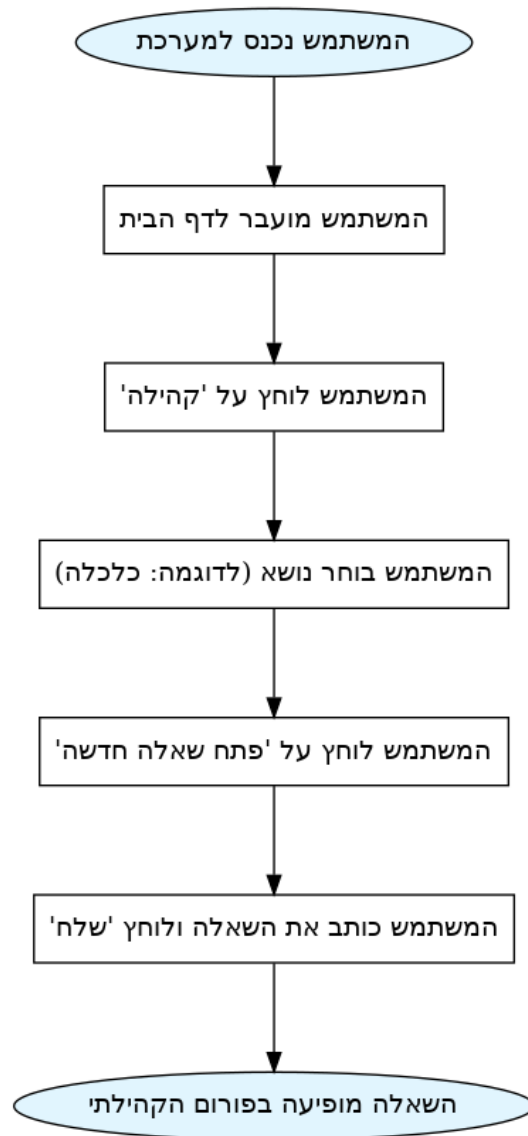 המשתמש נכנס למערכת
המשתמש מועבר לדף הבית
המשתמש לוחץ על 'קהילה'
המשתמש בוחר נושא (לדוגמה: כלכלה)
המשתמש לוחץ על 'פתח שאלה חדשה'
המשתמש כותב את השאלה ולוחץ 'שלח'
השאלה מופיעה בפורום הקהילתי